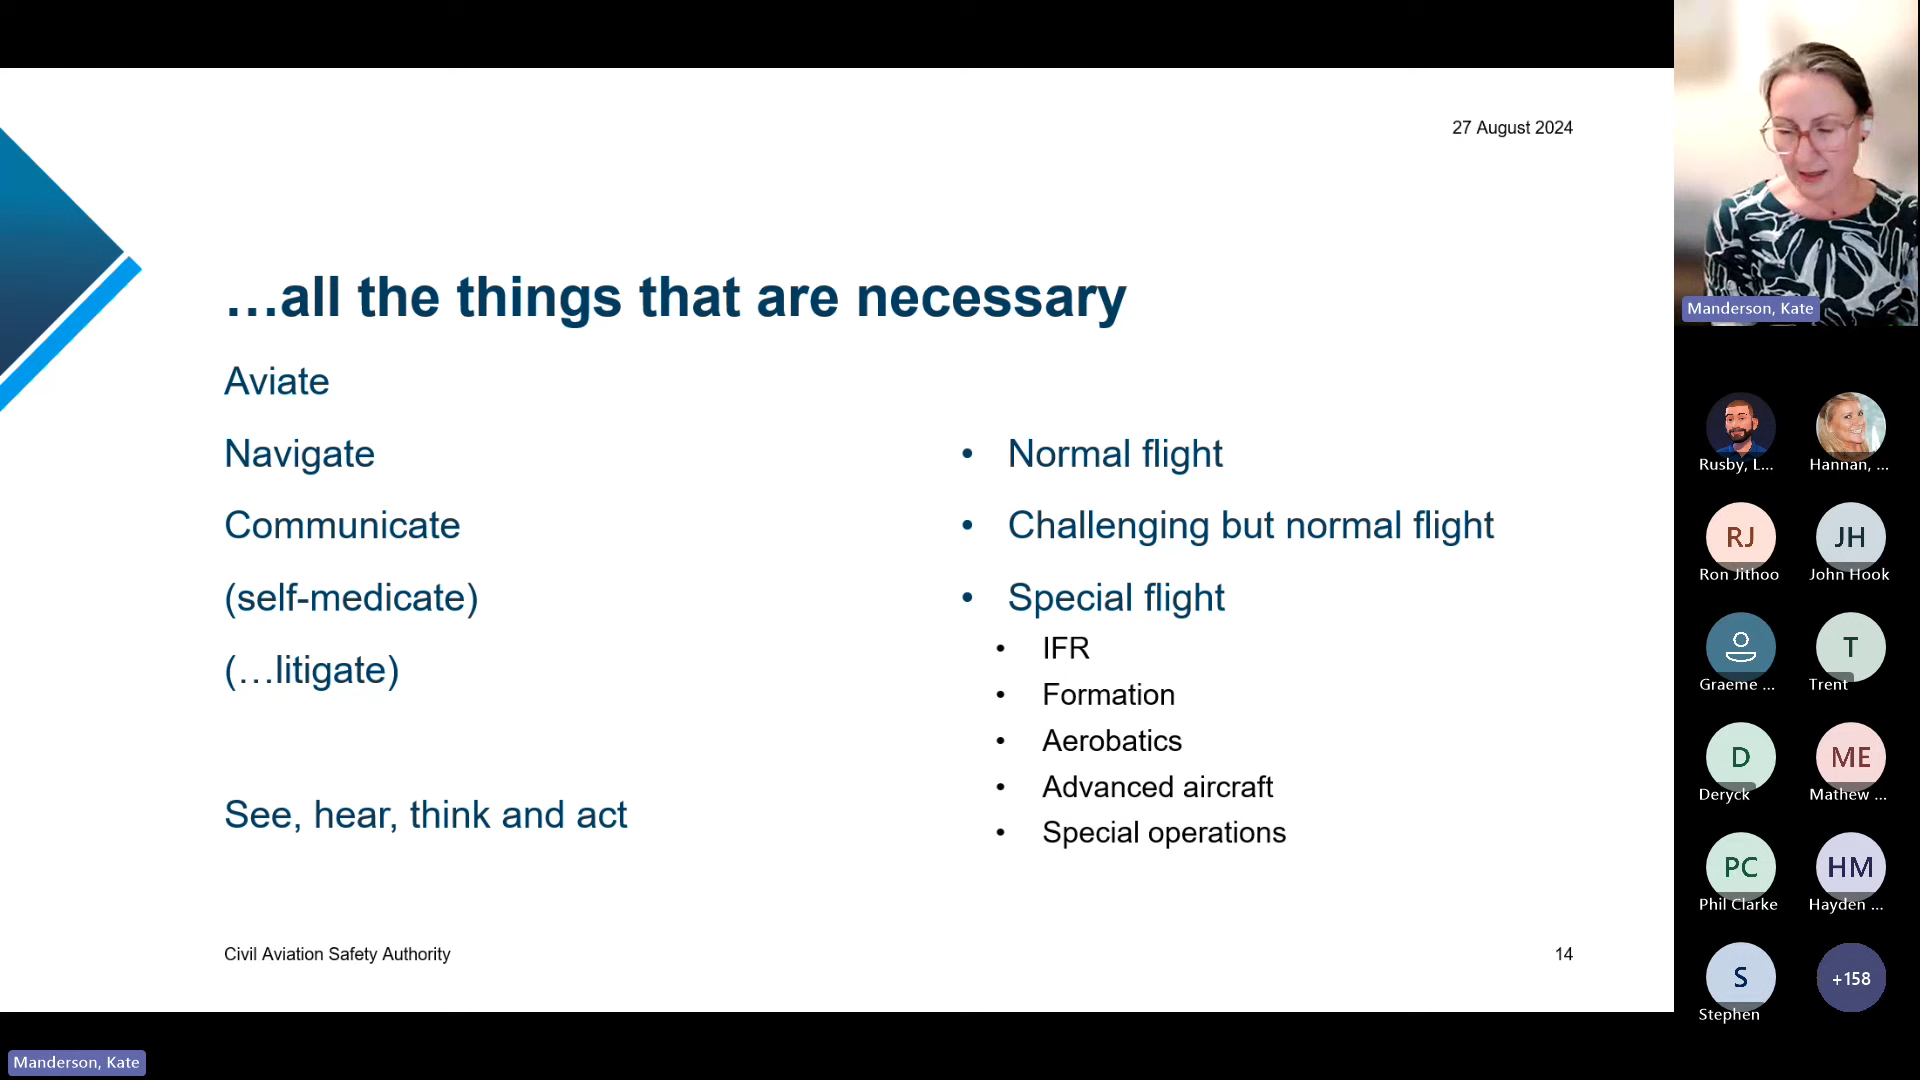 27 August 2024
…all the things that are necessary
Aviate
Navigate
Communicate
(self-medicate)
(…litigate)
See, hear, think and act
• Normal flight
• Challenging but normal flight
• Special flight
• IFR
• Formation
• Aerobatics
• Advanced aircraft
• Special operations
Civil Aviation Safety Authority
14
Manderson, Kate
Rusby, L...
Hannan, ...
RJ
Ron Jithoo
JH
John Hook
Graeme ...
T
Trent
D
Deryck
ME
Mathew ...
PC
Phil Clarke
HM
Hayden ...
S
Stephen
+158
Manderson, Kate